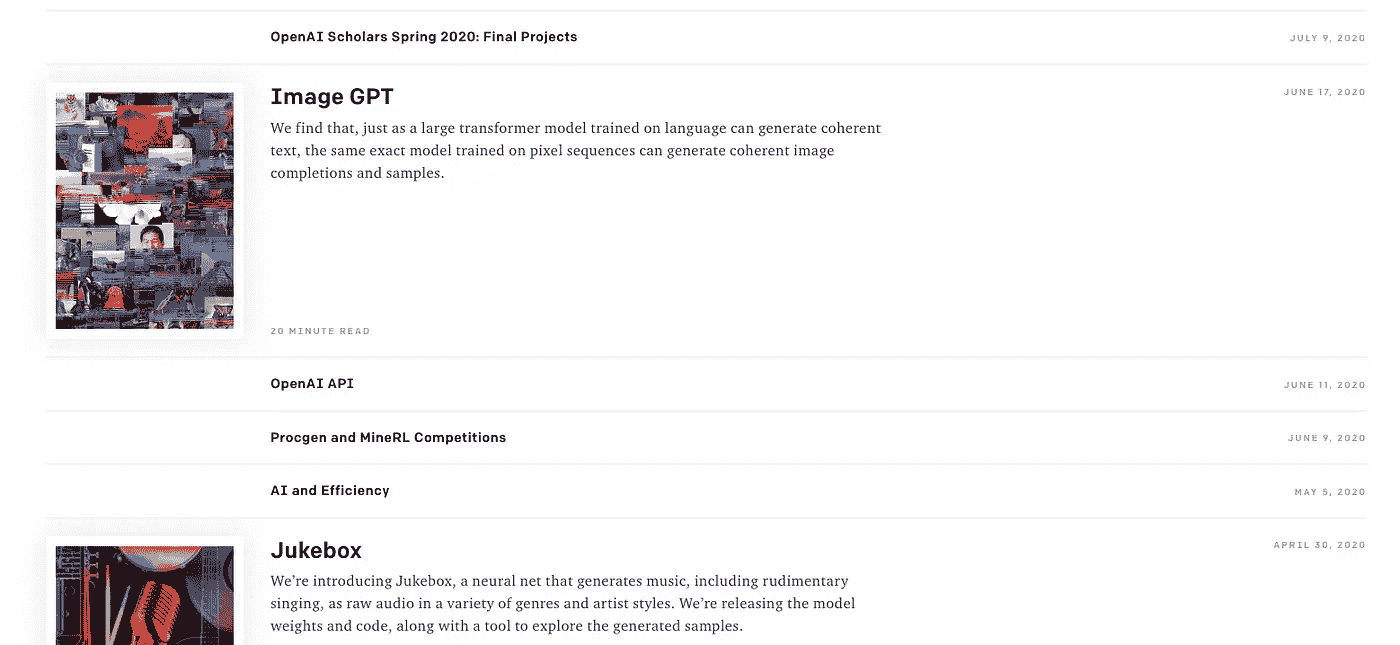 OpenAI Scholars Spring 2020: Final Projects
JULY 9, 2020
Image GPT
JUNE 17, 2020
We find that, just as a large transformer model trained on language can generate coherent
text, the same exact model trained on pixel sequences can generate coherent image
completions and samples.
20 MINUTE READ
OpenAI API
JUNE 11, 2020
Procgen and MineRL Competitions
JUNE 9, 2020
AI and Efficiency
MAY 5, 2020
Jukebox
APRIL 30, 2020
We’re introducing Jukebox, a neural net that generates music, including rudimentary
singing, as raw audio in a variety of genres and artist styles. We’re releasing the model
weights and code, along with a tool to explore the generated samples.